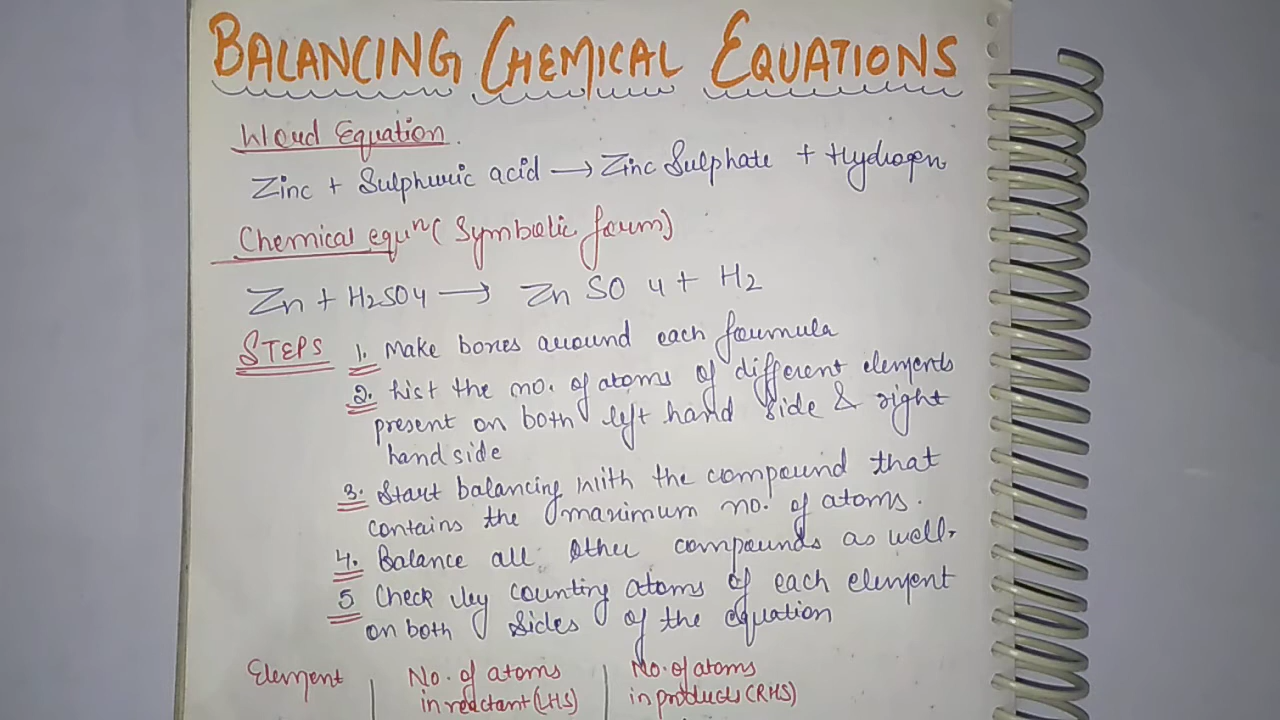 BALANCING CHEMICAL EQUATIONS
Word Equation.
Zinc + Sulphuric acid → Zinc Sulphate + Hydrogen
Chemical equⁿ (Symbolic form)
Zn + H2SO4 → Zn SO 4 + H2
STEPS 1. Make boxes around each formula
2. List the no. of atoms of different elements
present on both left hand side & right
hand side
3. Start balancing with the compound that
contains the maximum no. of atoms.
4. Balance all other compounds as well.
5 Check by counting atoms of each element
on both sides of the equation
Element | No. of atoms in reactant (LHS) | No. of atoms in products (RHS)